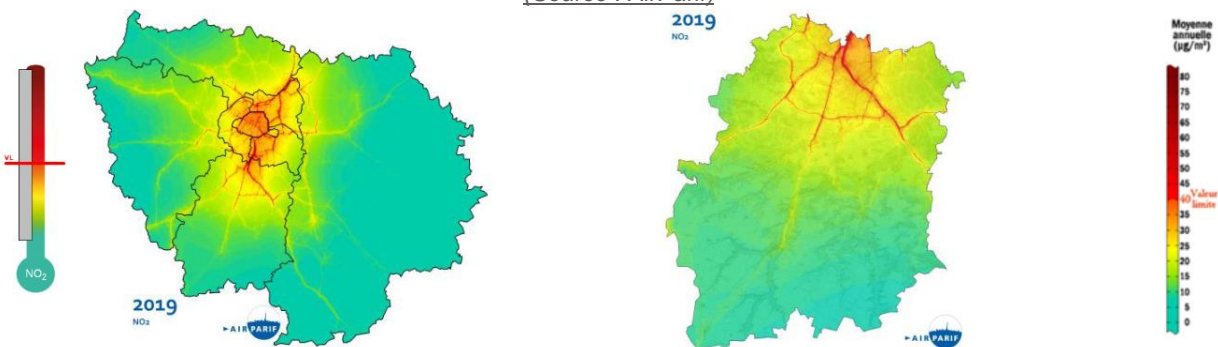 2019
NO₂
VL
NO₂
2019
NO₂
AIRPARIF
AIRPARIF
Moyenne
annuelle
(µg/m³)
80
75
70
65
60
55
50
45
40 Valeur
limite
35
30
25
20
15
10
5
0